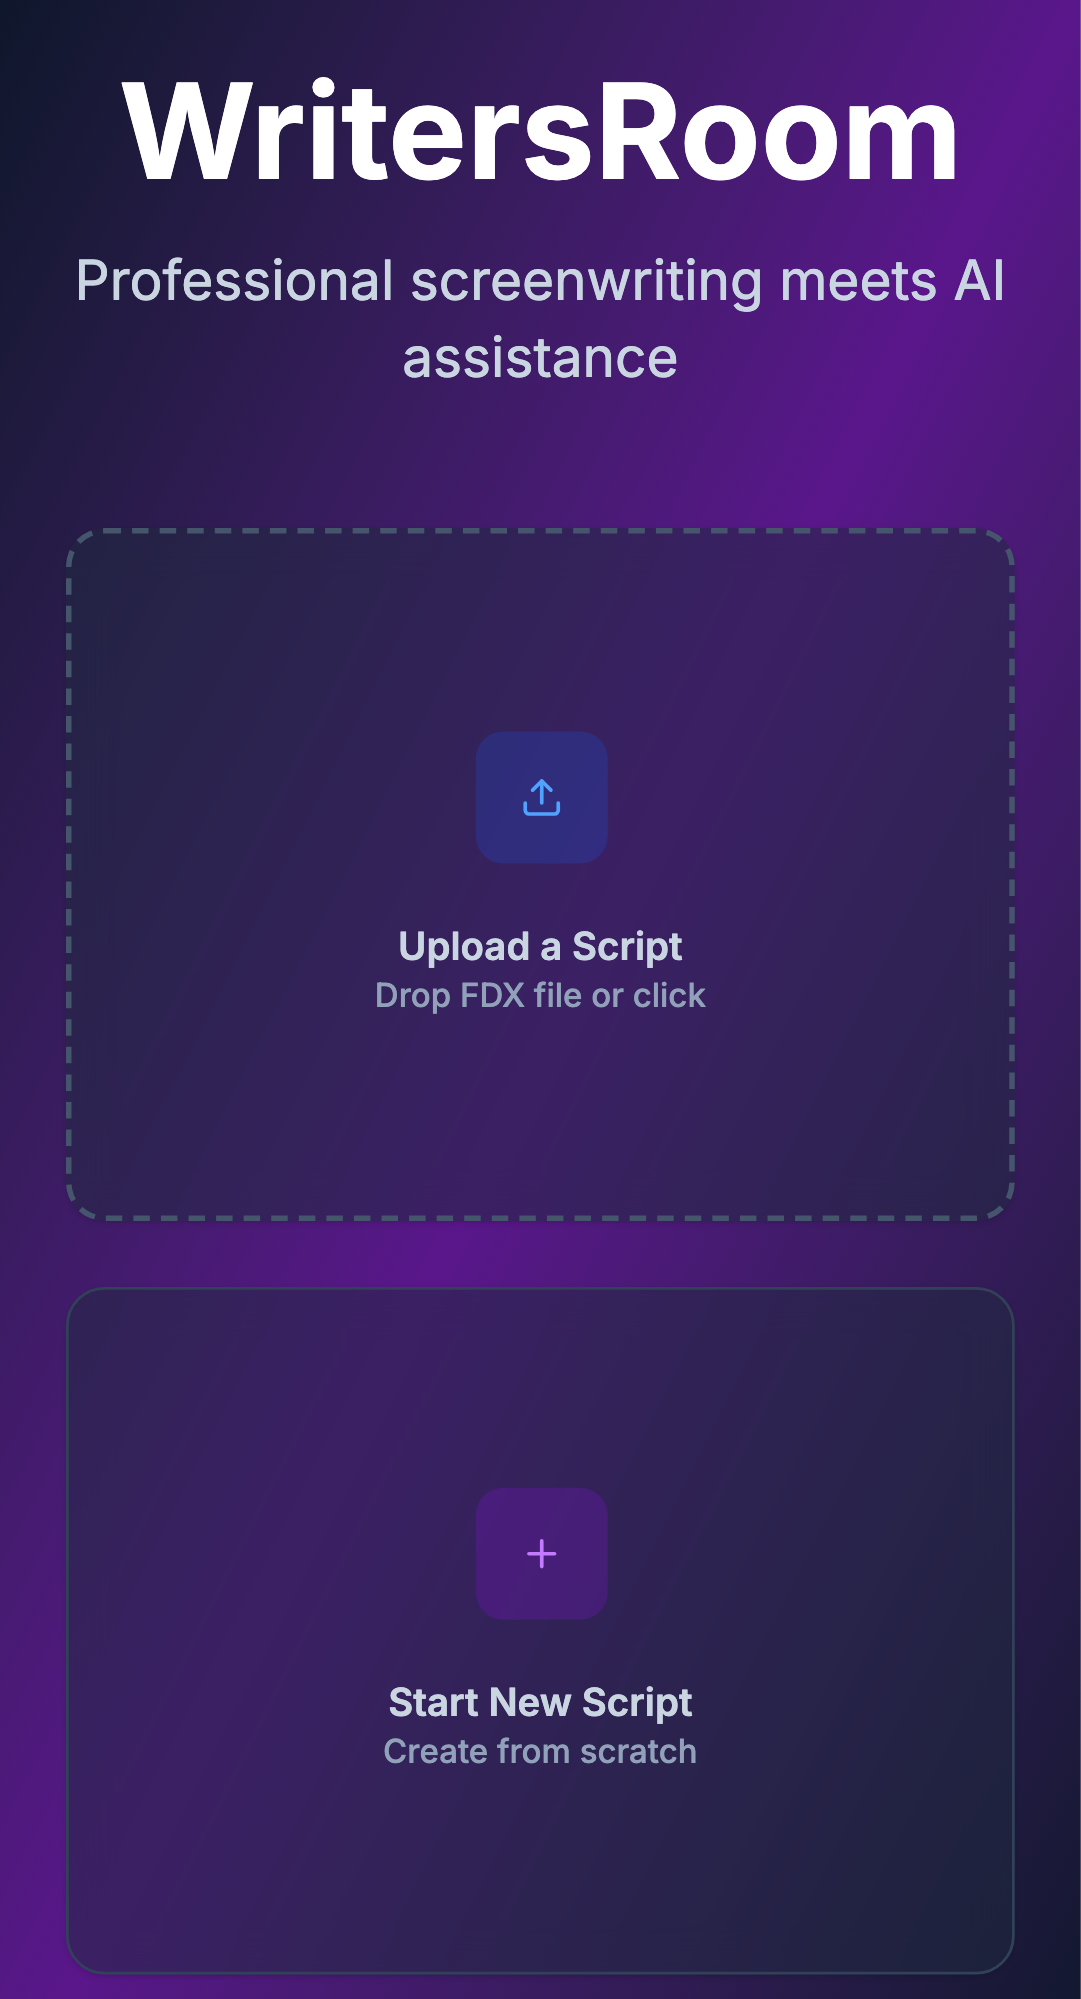 WritersRoom
Professional screenwriting meets AI
assistance
Upload a Script
Drop FDX file or click
Start New Script
Create from scratch